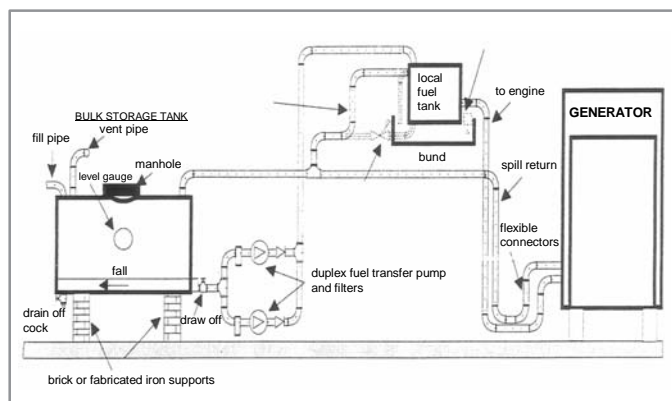 local
fuel
tank
to engine
GENERATOR
BULK STORAGE TANK
vent pipe
fill pipe
manhole
level gauge
bund
spill return
flexible
connectors
fall
duplex fuel transfer pump
and filters
drain off
cock
draw off
brick or fabricated iron supports